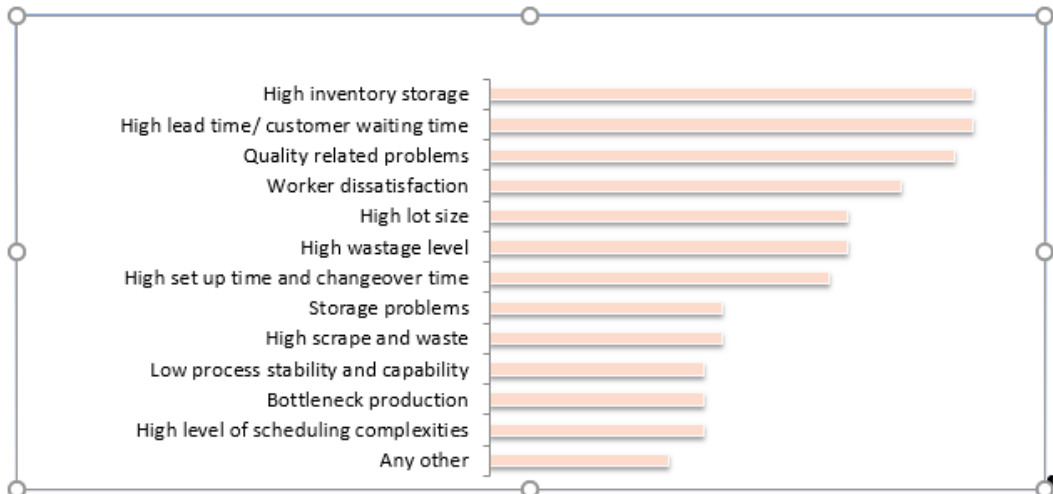 High inventory storage
High lead time/ customer waiting time
Quality related problems
Worker dissatisfaction
High lot size
High wastage level
High set up time and changeover time
Storage problems
High scrape and waste
Low process stability and capability
Bottleneck production
High level of scheduling complexities
Any other